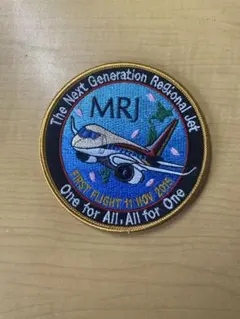 The Next Generation Regional Jet
MRJ
FIRST FLIGHT 11 NOV 2015
One for All, All for One